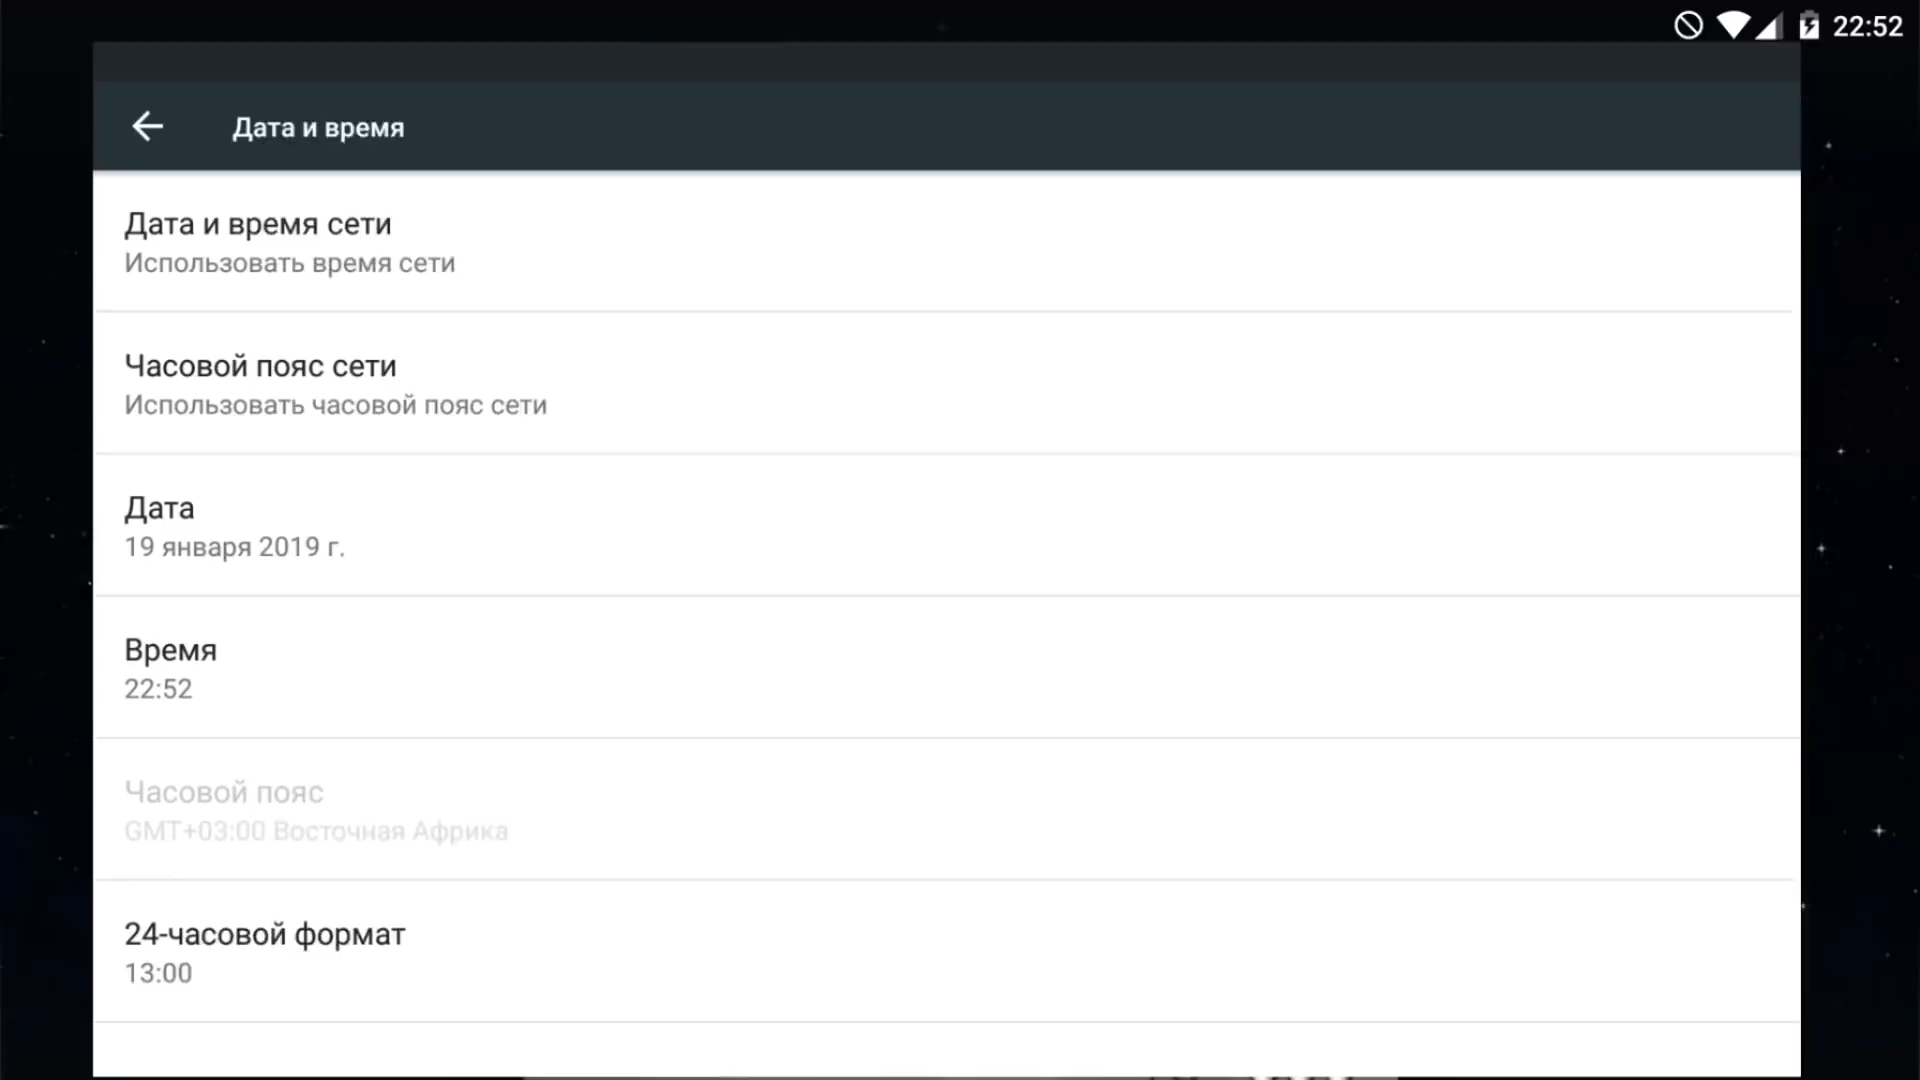 22:52
Дата и время
Дата и время сети
Использовать время сети
Часовой пояс сети
Использовать часовой пояс сети
Дата
19 января 2019 г.
Время
22:52
Часовой пояс
GMT+03:00 Восточная Африка
24-часовой формат
13:00